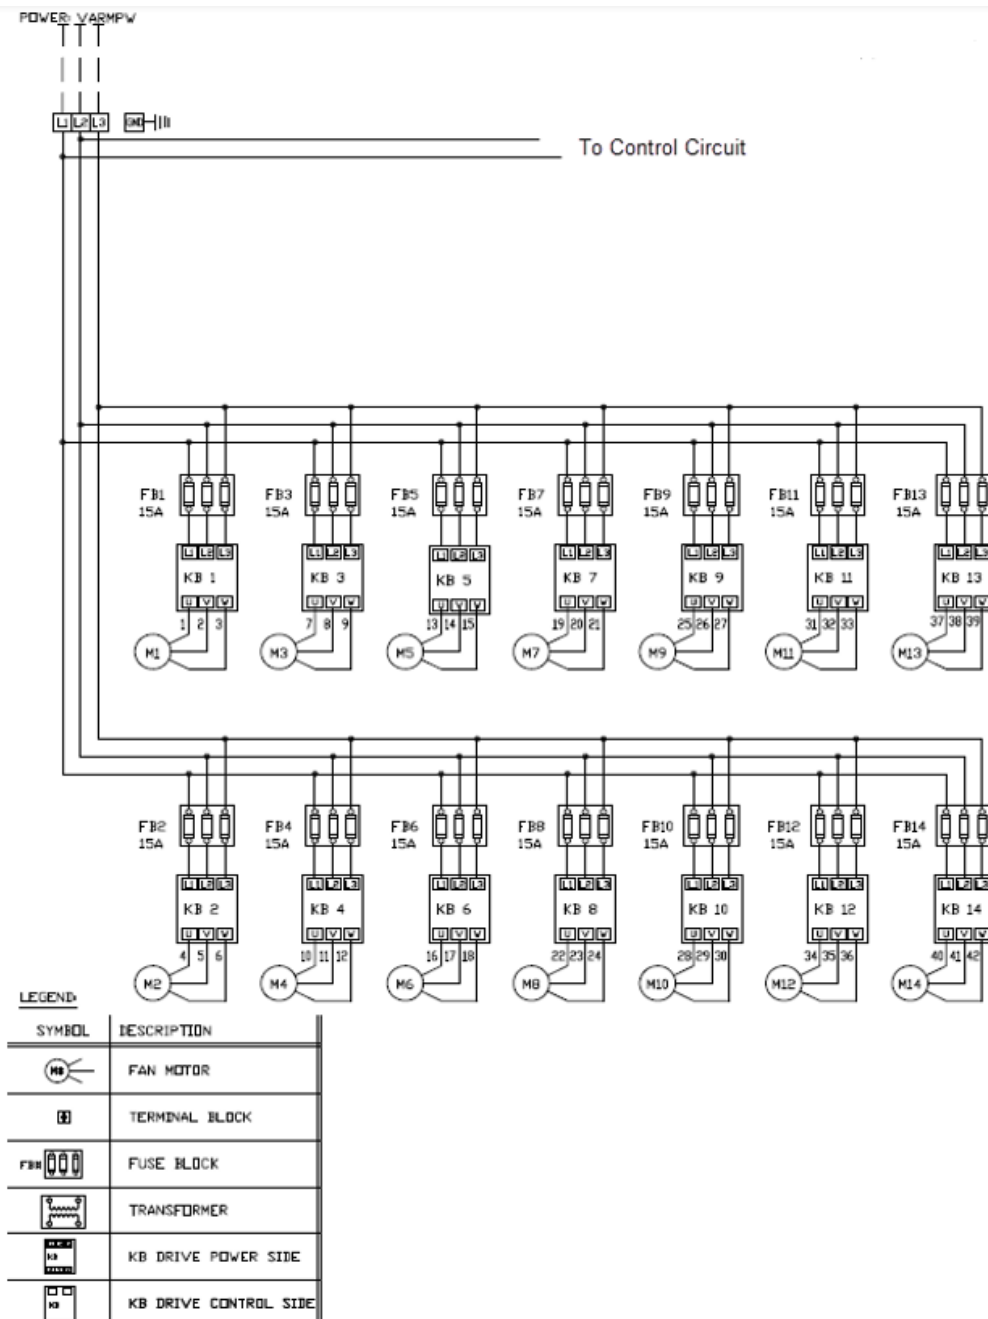 POWER: VARMPW
L1 L2 L3 GND
To Control Circuit
FB1 FB3 FB5 FB7 FB9 FB11 FB13
15A 15A 15A 15A 15A 15A 15A
L1 L2 L3 L1 L2 L3 L1 L2 L3 L1 L2 L3 L1 L2 L3 L1 L2 L3 L1 L2 L3
KB 1 KB 3 KB 5 KB 7 KB 9 KB 11 KB 13
U V W U V W U V W U V W U V W U V W U V W
1 2 3 7 8 9 13 14 15 19 20 21 25 26 27 31 32 33 37 38 39
M1 M3 M5 M7 M9 M11 M13
FB2 FB4 FB6 FB8 FB10 FB12 FB14
15A 15A 15A 15A 15A 15A 15A
L1 L2 L3 L1 L2 L3 L1 L2 L3 L1 L2 L3 L1 L2 L3 L1 L2 L3 L1 L2 L3
KB 2 KB 4 KB 6 KB 8 KB 10 KB 12 KB 14
U V W U V W U V W U V W U V W U V W U V W
4 5 6 10 11 12 16 17 18 22 23 24 28 29 30 34 35 36 40 41 42
M2 M4 M6 M8 M10 M12 M14
LEGEND:
SYMBOL DESCRIPTION
M# FAN MOTOR
# TERMINAL BLOCK
FB# FUSE BLOCK
TRANSFORMER
KB KB DRIVE POWER SIDE
KB KB DRIVE CONTROL SIDE